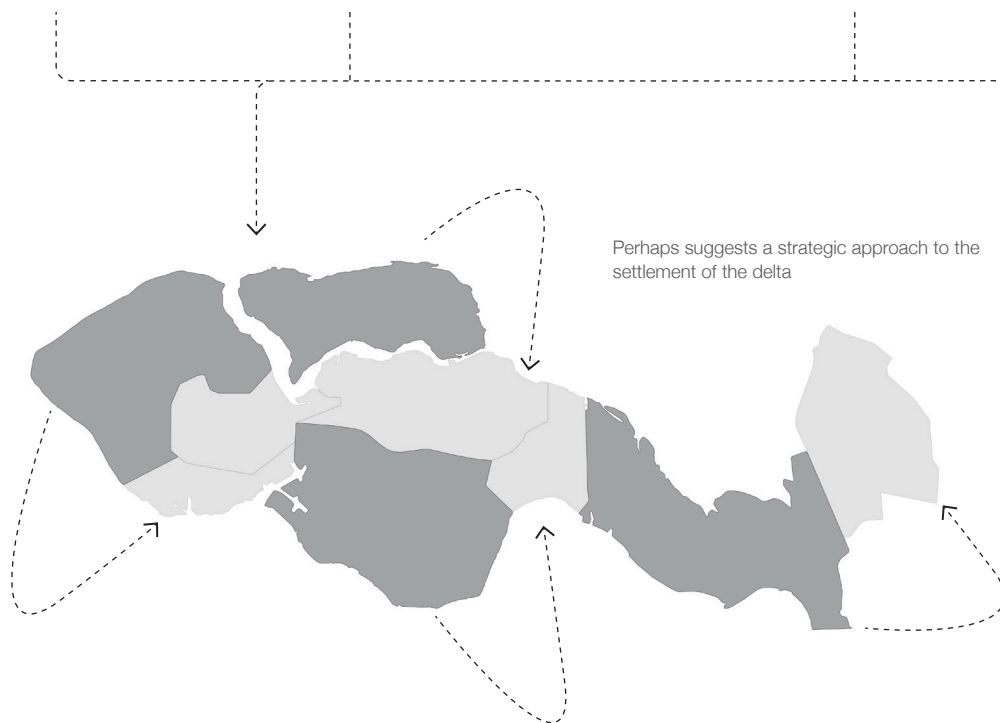 Perhaps suggests a strategic approach to the
settlement of the delta